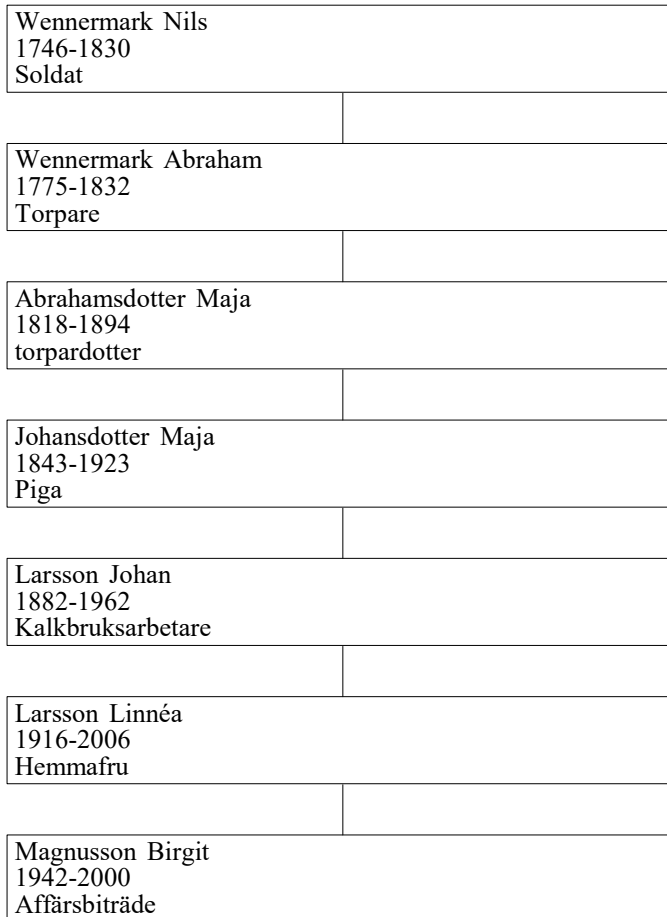 Wennermark Nils
1746-1830
Soldat
Wennermark Abraham
1775-1832
Torpare
Abrahamsdotter Maja
1818-1894
torpardotter
Johansdotter Maja
1843-1923
Piga
Larsson Johan
1882-1962
Kalkbruksarbetare
Larsson Linnéa
1916-2006
Hemmafru
Magnusson Birgit
1942-2000
Affärsbiträde